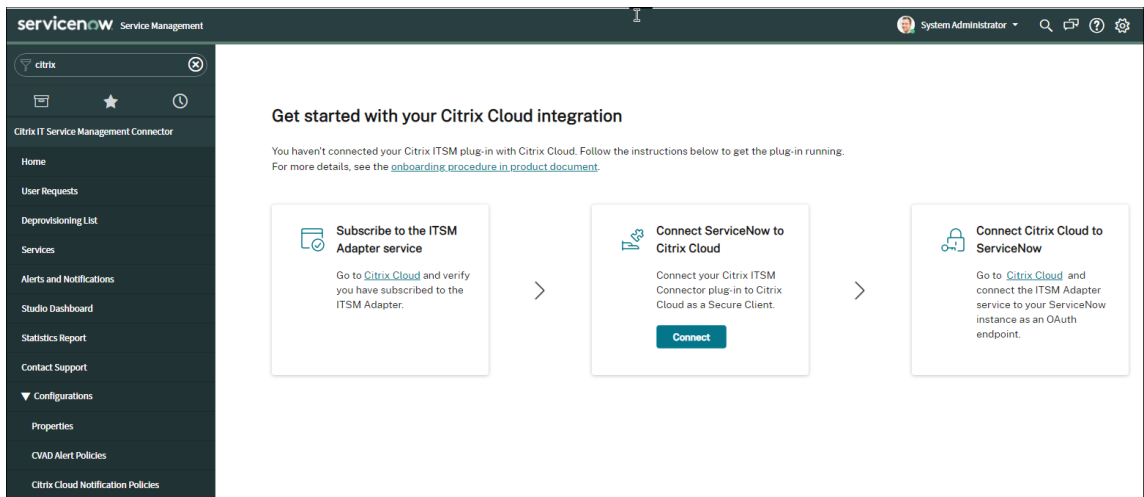 servicenow Service Management
System Administrator
citrix
Citrix IT Service Management Connector
Home
User Requests
Deprovisioning List
Services
Alerts and Notifications
Studio Dashboard
Statistics Report
Contact Support
Configurations
Properties
CVAD Alert Policies
Citrix Cloud Notification Policies
Get started with your Citrix Cloud integration
You haven't connected your Citrix ITSM plug-in with Citrix Cloud. Follow the instructions below to get the plug-in running.
For more details, see the onboarding procedure in product document.
Subscribe to the ITSM
Adapter service
Go to Citrix Cloud and verify
you have subscribed to the
ITSM Adapter.
Connect ServiceNow to
Citrix Cloud
Connect your Citrix ITSM
Connector plug-in to Citrix
Cloud as a Secure Client.
Connect
Connect Citrix Cloud to
ServiceNow
Go to Citrix Cloud and
connect the ITSM Adapter
service to your ServiceNow
instance as an OAuth
endpoint.